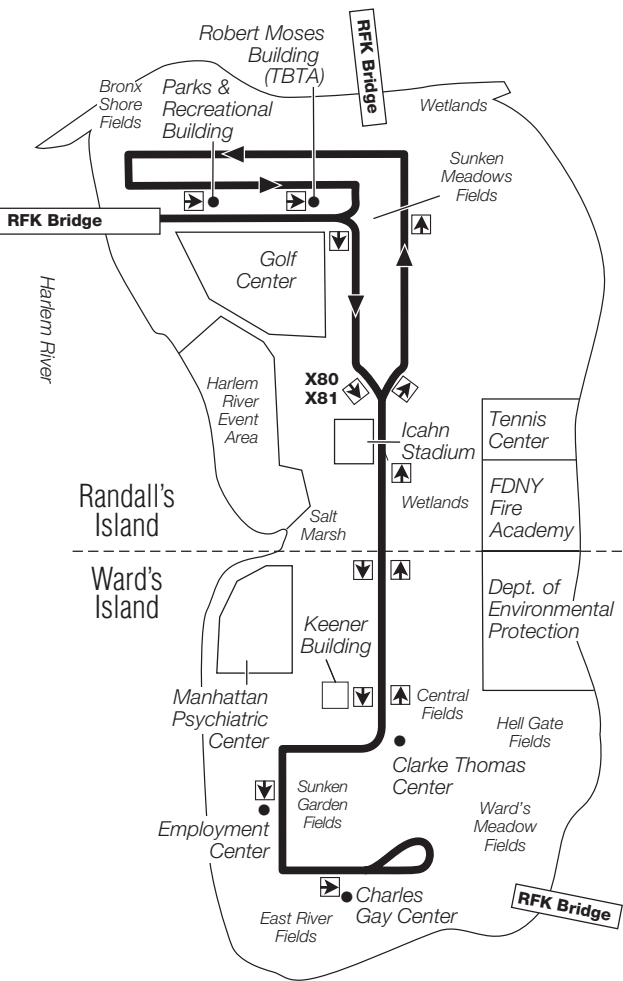 Robert Moses
Building
(TBTA)
RFK Bridge
Bronx
Shore
Fields
Parks &
Recreational
Building
Wetlands
Sunken
Meadows
Fields
RFK Bridge
Golf
Center
Harlem River
X80
X81
Harlem
River
Event
Area
Icahn
Stadium
Tennis
Center
Randall's
Island
Salt
Marsh
Wetlands
FDNY
Fire
Academy
Ward's
Island
Dept. of
Environmental
Protection
Keener
Building
Manhattan
Psychiatric
Center
Central
Fields
Hell Gate
Fields
Clarke Thomas
Center
Sunken
Garden
Fields
Employment
Center
Ward's
Meadow
Fields
Charles
Gay Center
East River
Fields
RFK Bridge